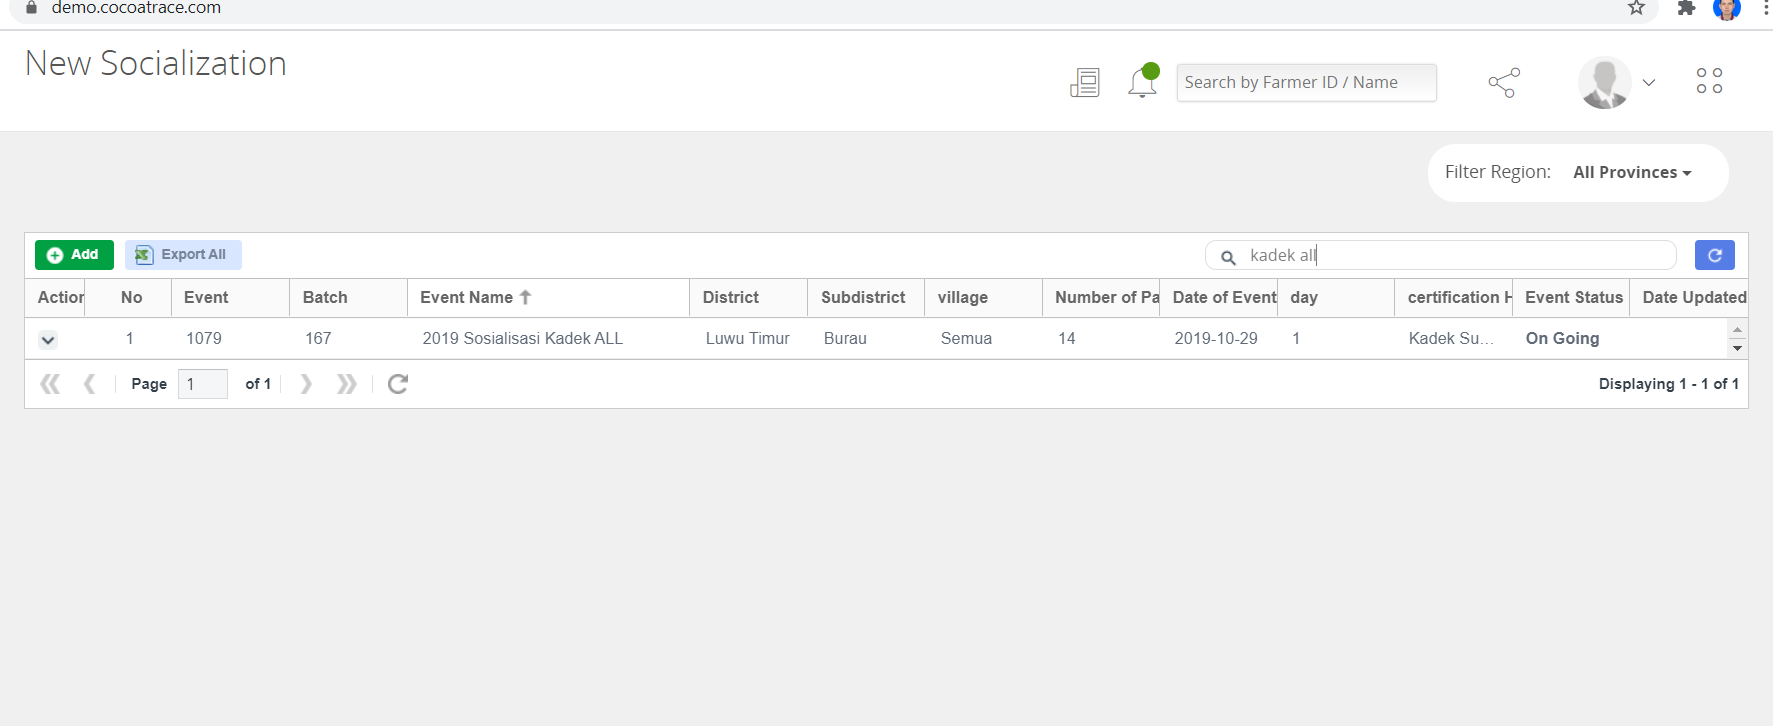 demo.cocoatrace.com
New Socialization
Search by Farmer ID / Name
Filter Region: All Provinces
Add Export All kadek all
Action No Event Batch Event Name District Subdistrict village Number of Pa Date of Event day certification H Event Status Date Updated
1 1079 167 2019 Sosialisasi Kadek ALL Luwu Timur Burau Semua 14 2019-10-29 1 Kadek Su... On Going
Page 1 of 1 Displaying 1 - 1 of 1